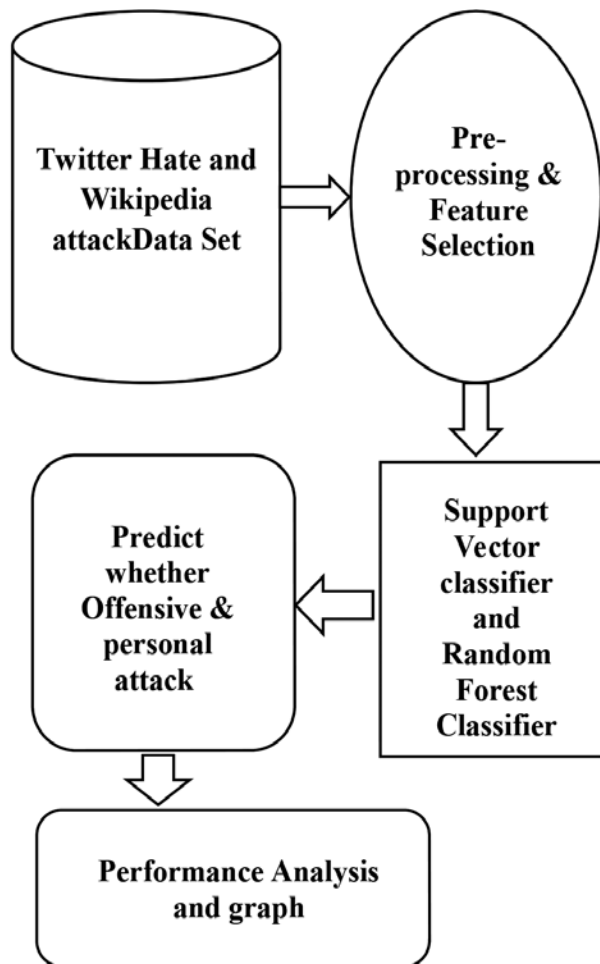 Twitter Hate and
Wikipedia
attackData Set
Pre-
processing &
Feature
Selection
Support
Vector
classifier
and
Random
Forest
Classifier
Predict
whether
Offensive &
personal
attack
Performance Analysis
and graph